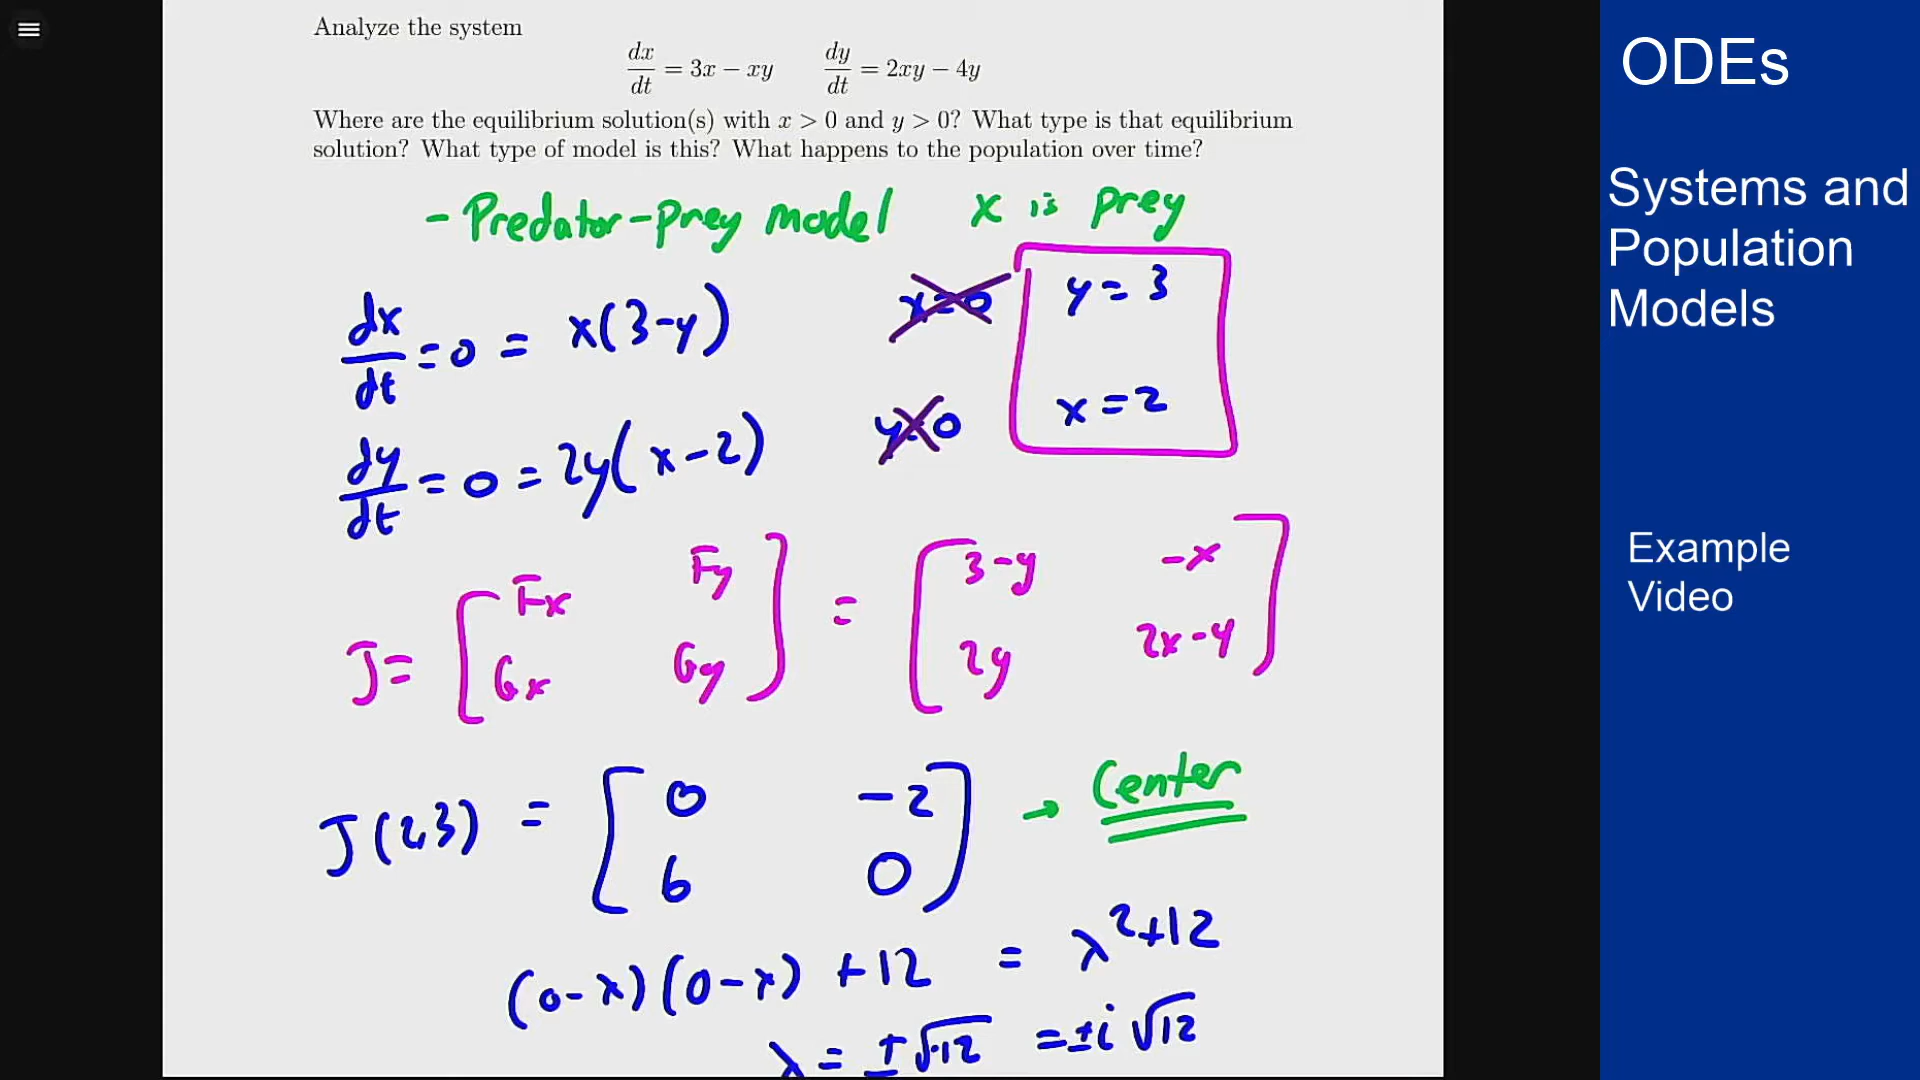 Analyze the system
dx/dt = 3x − xy    dy/dt = 2xy − 4y
Where are the equilibrium solution(s) with x > 0 and y > 0? What type is that equilibrium
solution? What type of model is this? What happens to the population over time?
- Predator-prey model    x is prey
dx/dt = 0 = x(3-y)    x=0    y = 3
dy/dt = 0 = 2y(x-2)    y=0    x = 2
J = [Fx Fy; Gx Gy] = [3-y -x; 2y 2x-4]
J(2,3) = [0 -2; 6 0] → Center
(0-λ)(0-λ) +12 = λ²+12
λ = ±√-12 = ±i√12
ODEs
Systems and
Population
Models
Example
Video